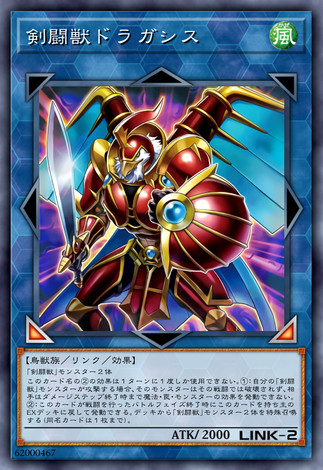 剣闘獣ドラガシス
風
【鳥獣族／リンク／効果】
「剣闘獣」モンスター２体
このカード名の②の効果は１ターンに１度しか使用できない。①：自分の「剣闘
獣」モンスターが攻撃する場合、そのモンスターはその戦闘では破壊されず、相
手はダメージステップ終了時まで魔法・罠・モンスターの効果を発動できない。
②：このカードが戦闘を行ったバトルフェイズ終了時にこのカードを持ち主の
EXデッキに戻して発動できる。デッキから「剣闘獣」モンスター２体を特殊召喚
する（同名カードは１枚まで）。
ATK/ 2000 LINK-2
62000467